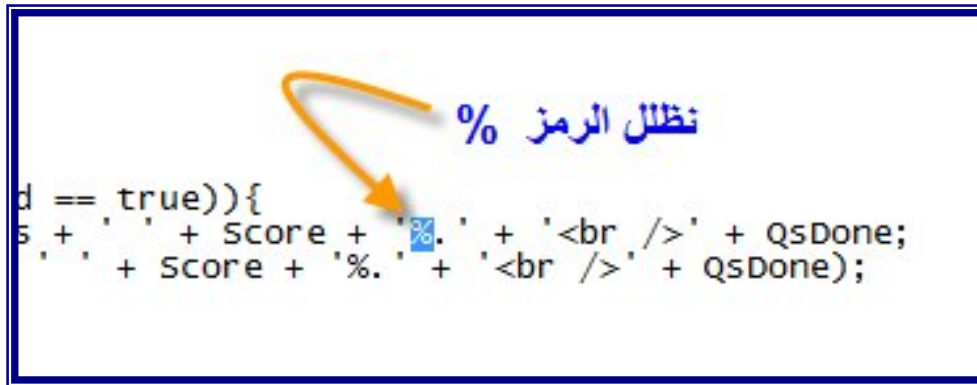 نظلل الرمز %
d == true)){
s + ' ' + Score + '%.' + '<br />' + QsDone;
' ' + Score + '%.' + '<br />' + QsDone);